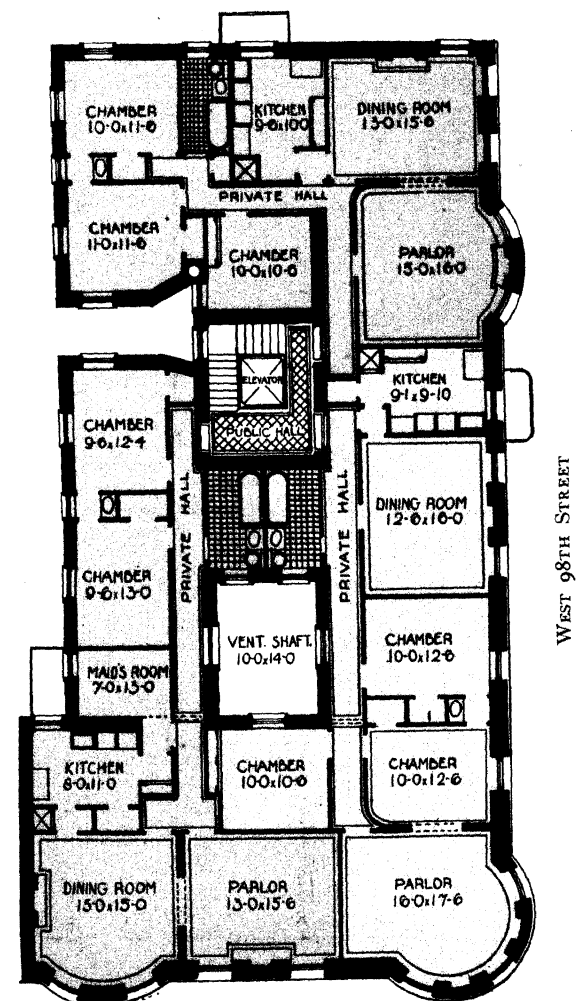 CHAMBER
10-0x11-6
KITCHEN
9-6x10-0
DINING ROOM
13-0x15-6
PRIVATE HALL
CHAMBER
11-0x11-6
CHAMBER
10-0x10-6
PARLOR
15-0x16-0
ELEVATOR
PUBLIC HALL
KITCHEN
9-1x9-10
CHAMBER
9-6x12-4
PRIVATE HALL
PRIVATE HALL
DINING ROOM
12-6x16-0
WEST 98TH STREET
CHAMBER
9-6x13-0
VENT. SHAFT.
10-0x14-0
CHAMBER
10-0x12-6
MAID'S ROOM
7-0x13-0
KITCHEN
8-0x11-0
CHAMBER
10-0x10-6
CHAMBER
10-0x12-6
DINING ROOM
15-0x15-0
PARLOR
13-0x15-6
PARLOR
16-0x17-6